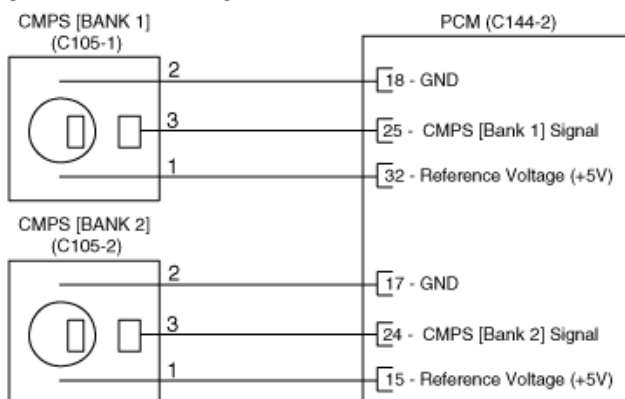 CMPS [BANK 1]
(C105-1)
PCM (C144-2)
2
18 - GND
3
25 - CMPS [Bank 1] Signal
1
32 - Reference Voltage (+5V)
CMPS [BANK 2]
(C105-2)
2
17 - GND
3
24 - CMPS [Bank 2] Signal
1
15 - Reference Voltage (+5V)